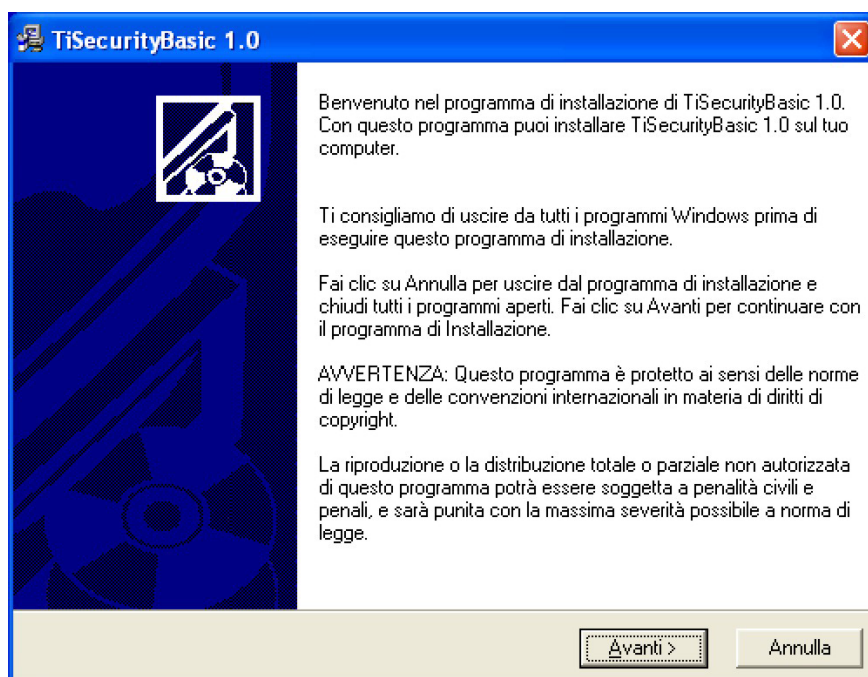 TiSecurityBasic 1.0
Benvenuto nel programma di installazione di TiSecurityBasic 1.0.
Con questo programma puoi installare TiSecurityBasic 1.0 sul tuo
computer.
Ti consigliamo di uscire da tutti i programmi Windows prima di
eseguire questo programma di installazione.
Fai clic su Annulla per uscire dal programma di installazione e
chiudi tutti i programmi aperti. Fai clic su Avanti per continuare con
il programma di Installazione.
AVVERTENZA: Questo programma è protetto ai sensi delle norme
di legge e delle convenzioni internazionali in materia di diritti di
copyright.
La riproduzione o la distribuzione totale o parziale non autorizzata
di questo programma potrà essere soggetta a penalità civili e
penali, e sarà punita con la massima severità possibile a norma di
legge.
Avanti >
Annulla